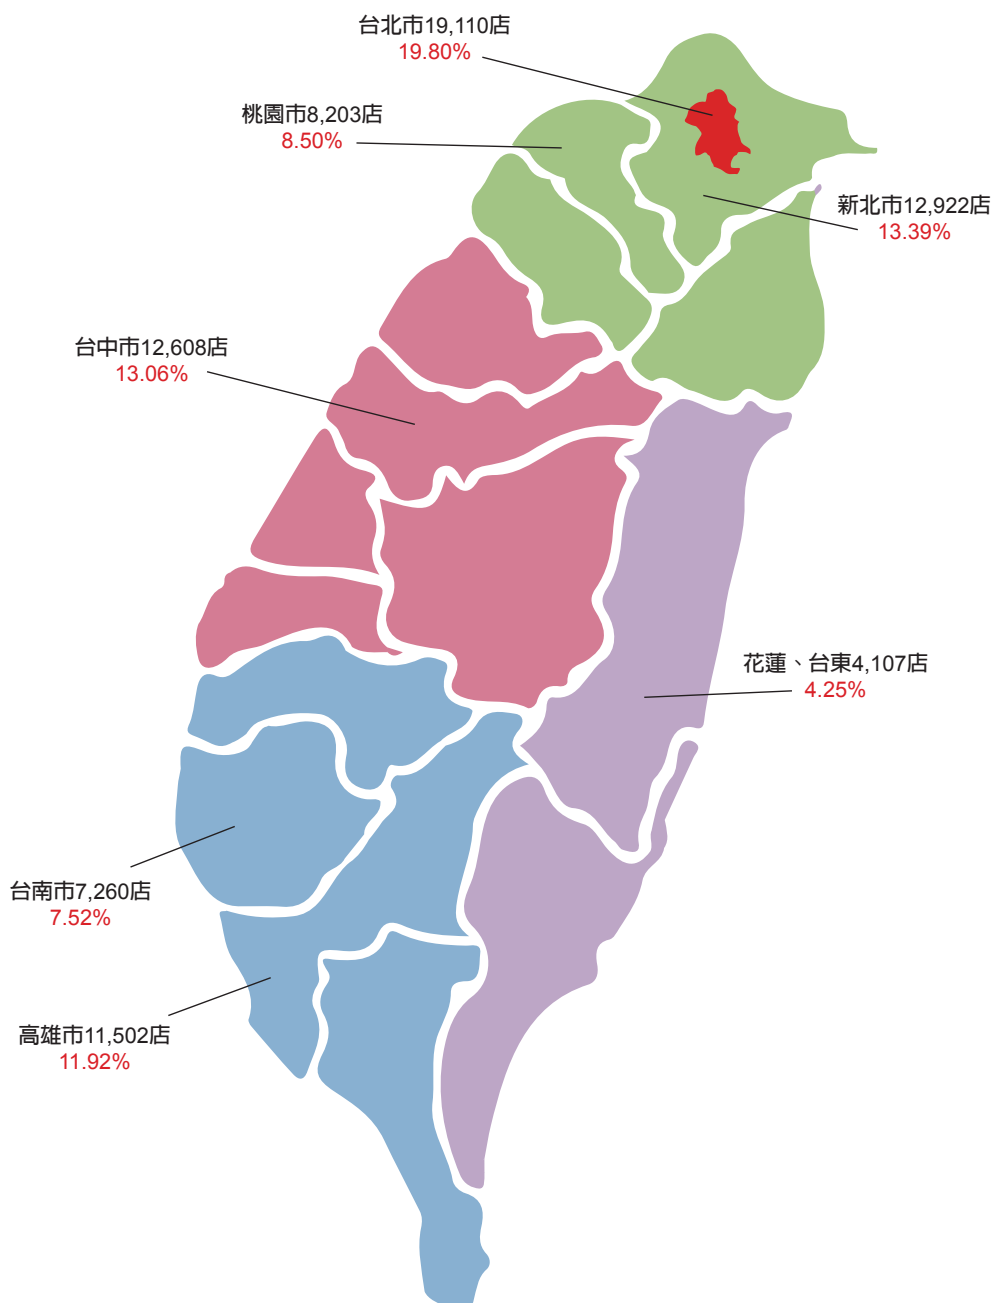 台北市19,110店
19.80%
桃園市8,203店
8.50%
新北市12,922店
13.39%
台中市12,608店
13.06%
花蓮、台東4,107店
4.25%
台南市7,260店
7.52%
高雄市11,502店
11.92%